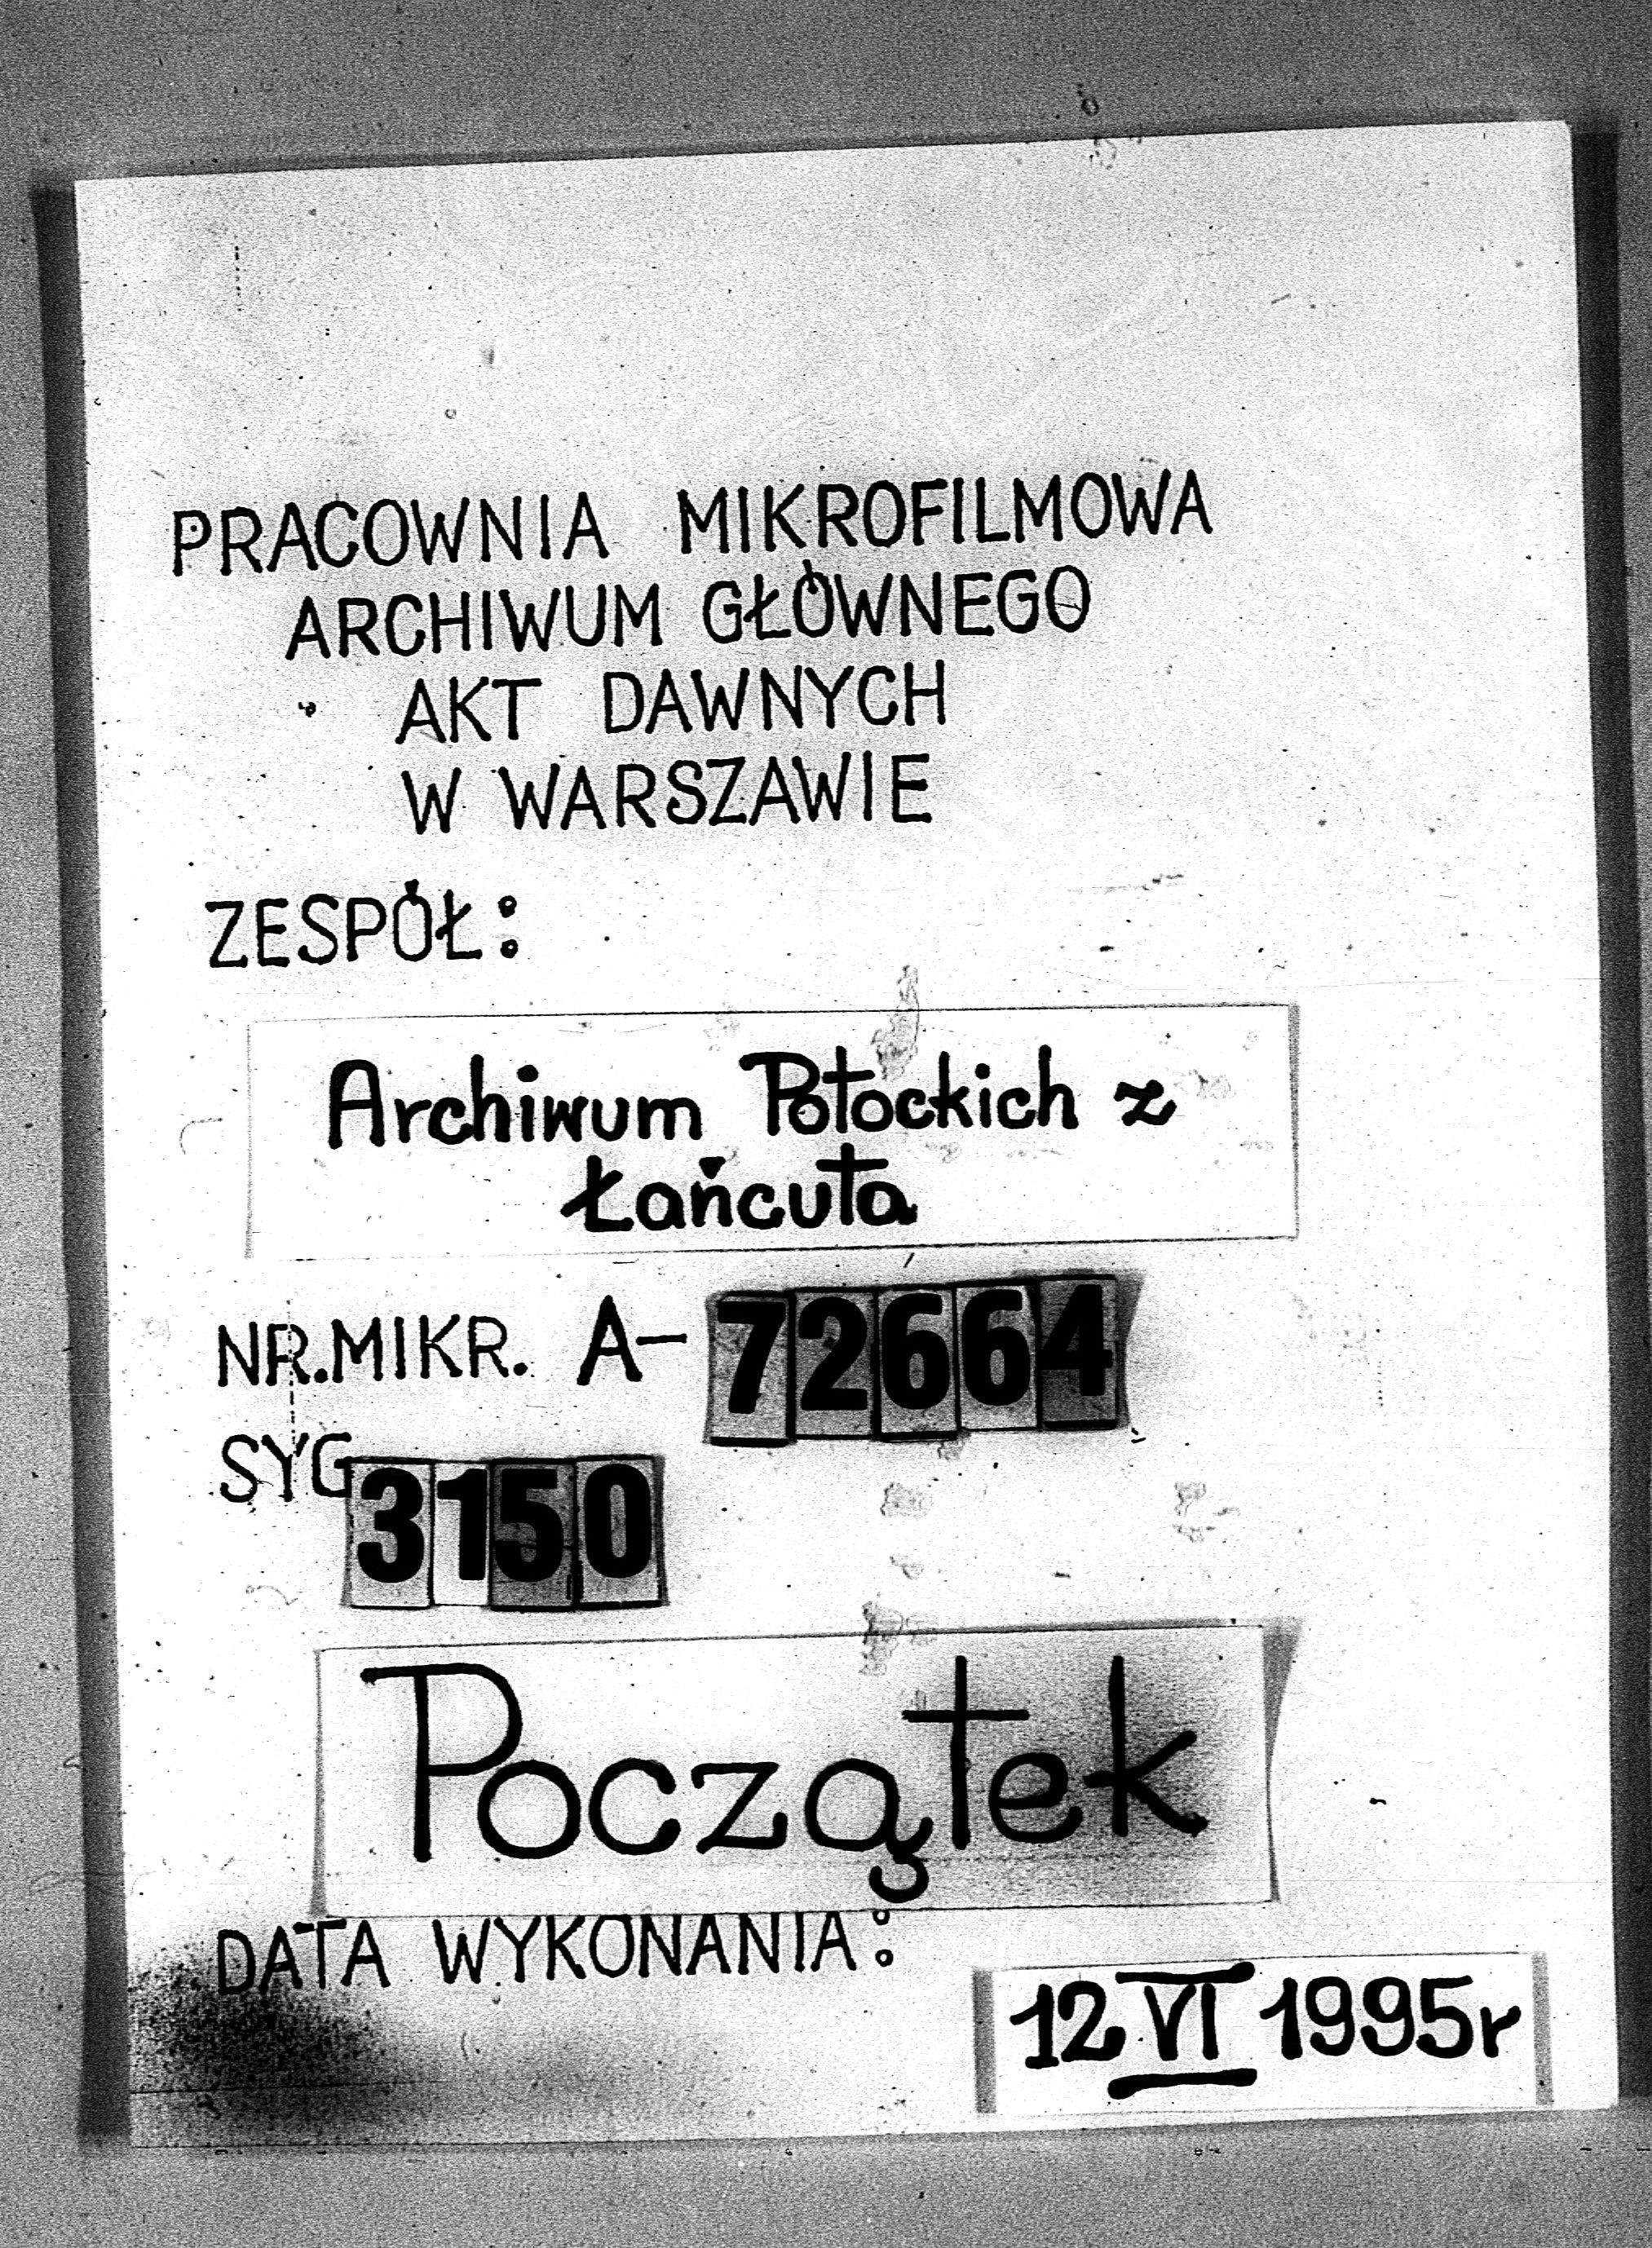 PRACOWNIA MIKROFILMOWA
ARCHIWUM GŁÓWNEGO
AKT DAWNYCH
W WARSZAWIE
ZESPÓŁ:
Archiwum Potockich z
Łańcuta
NR.MIKR. A- 72664
SYG 3150
Początek
DATA WYKONANIA:
12 VI 1995r